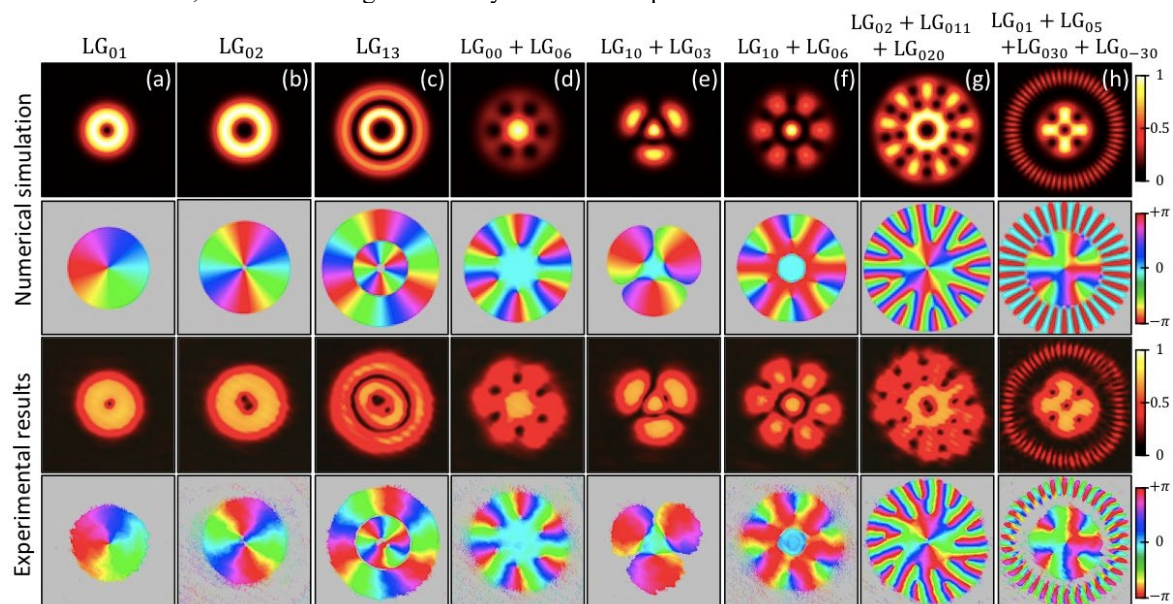 LG₀₁ LG₀₂ LG₁₃ LG₀₀ + LG₀₆ LG₁₀ + LG₀₃ LG₁₀ + LG₀₆ LG₀₂ + LG₀₁₁ + LG₀₂₀ LG₀₁ + LG₀₅ +LG₀₃₀ + LG₀₋₃₀
(a) (b) (c) (d) (e) (f) (g) (h)
Numerical simulation
1
0.5
0
+π
0
−π
Experimental results
1
0.5
0
+π
0
−π